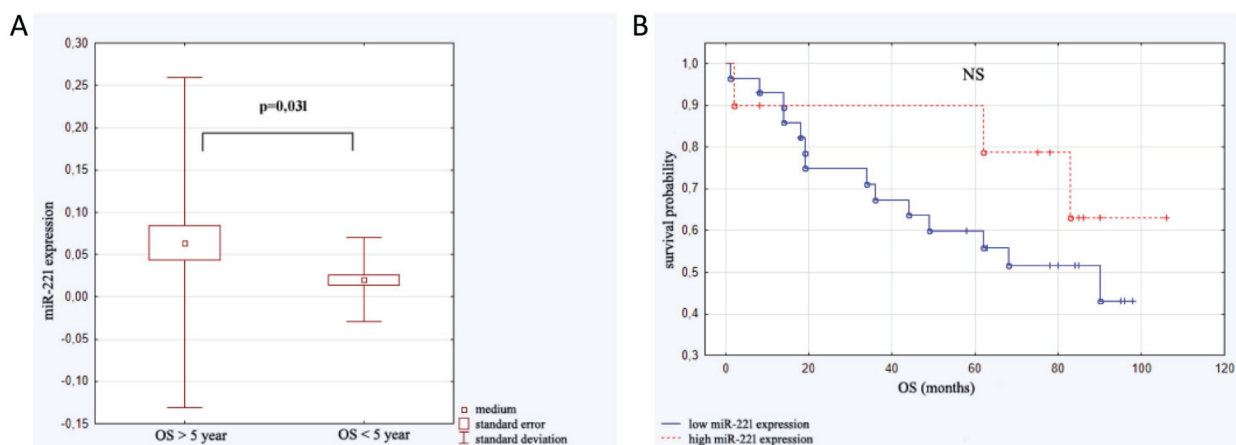 A
0,30
0,25
0,20
0,15
0,10
0,05
0,00
-0,05
-0,10
-0,15
miR-221 expression
p=0,031
OS > 5 year
OS < 5 year
medium
standard error
standard deviation
B
NS
1,0
0,9
0,8
0,7
0,6
0,5
0,4
0,3
survival probability
0
20
40
60
80
100
120
OS (months)
low miR-221 expression
high miR-221 expression